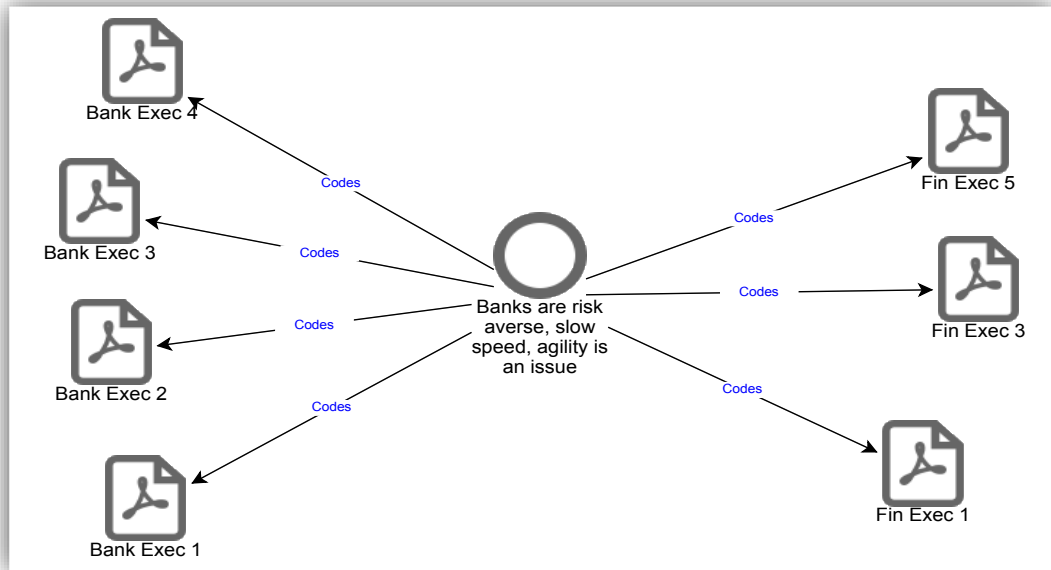 Bank Exec 4
Codes
Bank Exec 3
Codes
Bank Exec 2
Codes
Bank Exec 1
Codes
Banks are risk
averse, slow
speed, agility is
an issue
Codes
Fin Exec 5
Codes
Fin Exec 3
Codes
Fin Exec 1